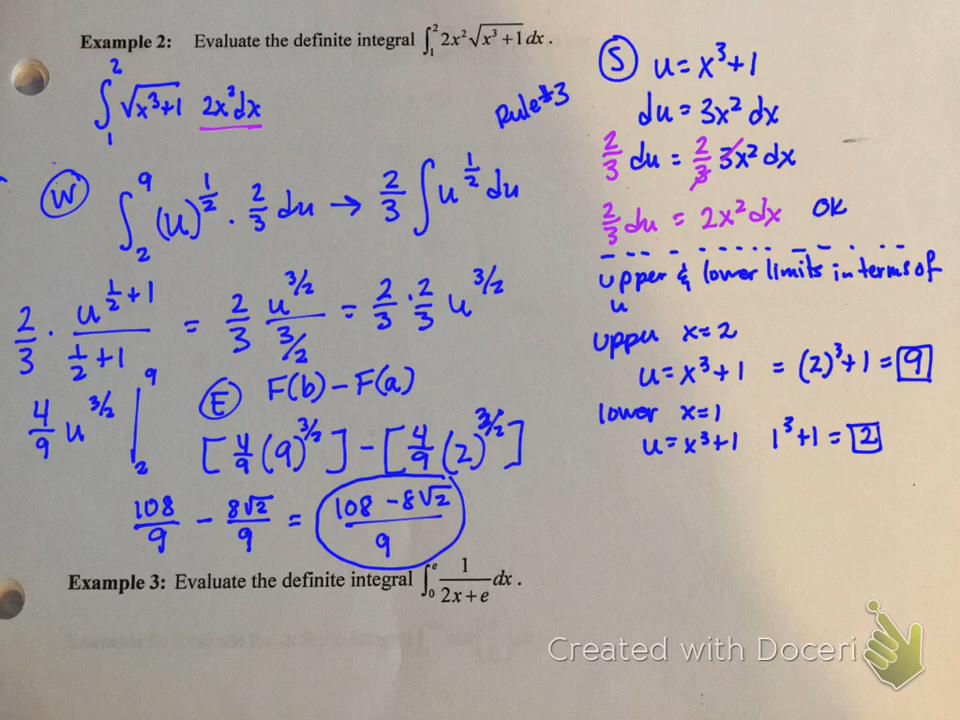 Example 2: Evaluate the definite integral ∫₁² 2x²√(x³+1) dx.
∫₁² √(x³+1) 2x²dx
Rule #3
Ⓦ ∫₂⁹ (u)^(1/2) · 2/3 du → 2/3 ∫ u^(1/2) du
2/3 · u^(1/2+1)/(1/2+1) = 2/3 u^(3/2)/(3/2) = 2/3 · 2/3 u^(3/2)
4/9 u^(3/2) |₂⁹
Ⓔ F(b) – F(a)
[4/9 (9)^(3/2)] – [4/9 (2)^(3/2)]
108/9 – 8√2/9 = (108 – 8√2)/9
Ⓢ u = x³+1
du = 3x² dx
2/3 du = 2/3 3x² dx
2/3 du = 2x² dx OK
upper & lower limits in terms of
u
upper x=2
u = x³+1 = (2)³+1 = 9
lower x=1
u = x³+1 1³+1 = 2
Example 3: Evaluate the definite integral ∫₀ᵉ 1/(2x+e) dx.
Created with Doceri